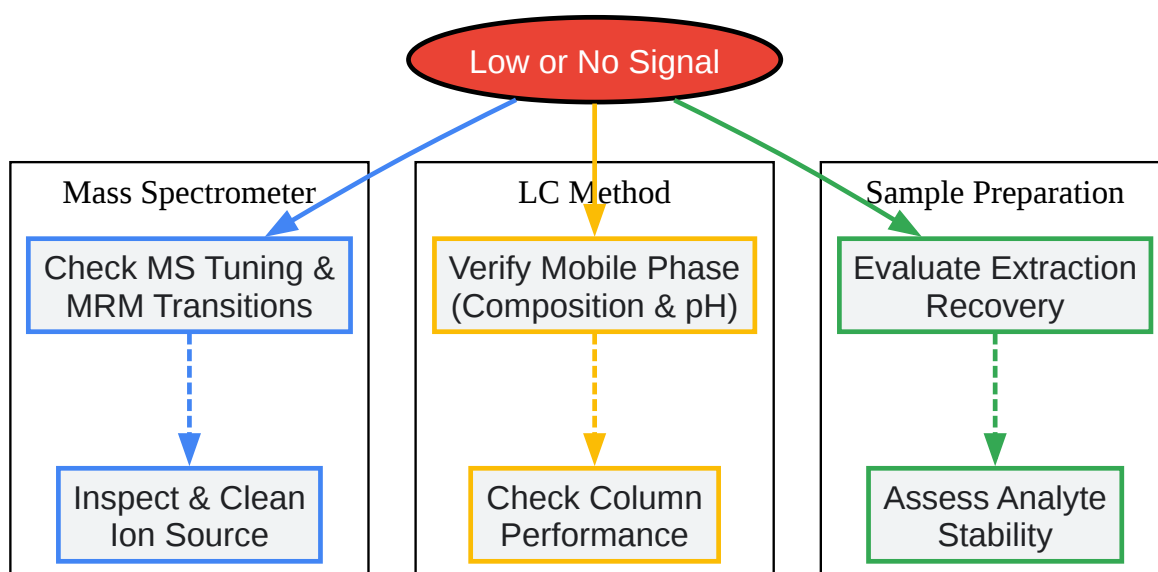 Low or No Signal
Mass Spectrometer
LC Method
Sample Preparation
Check MS Tuning &
MRM Transitions
Verify Mobile Phase
(Composition & pH)
Evaluate Extraction
Recovery
Inspect & Clean
Ion Source
Check Column
Performance
Assess Analyte
Stability